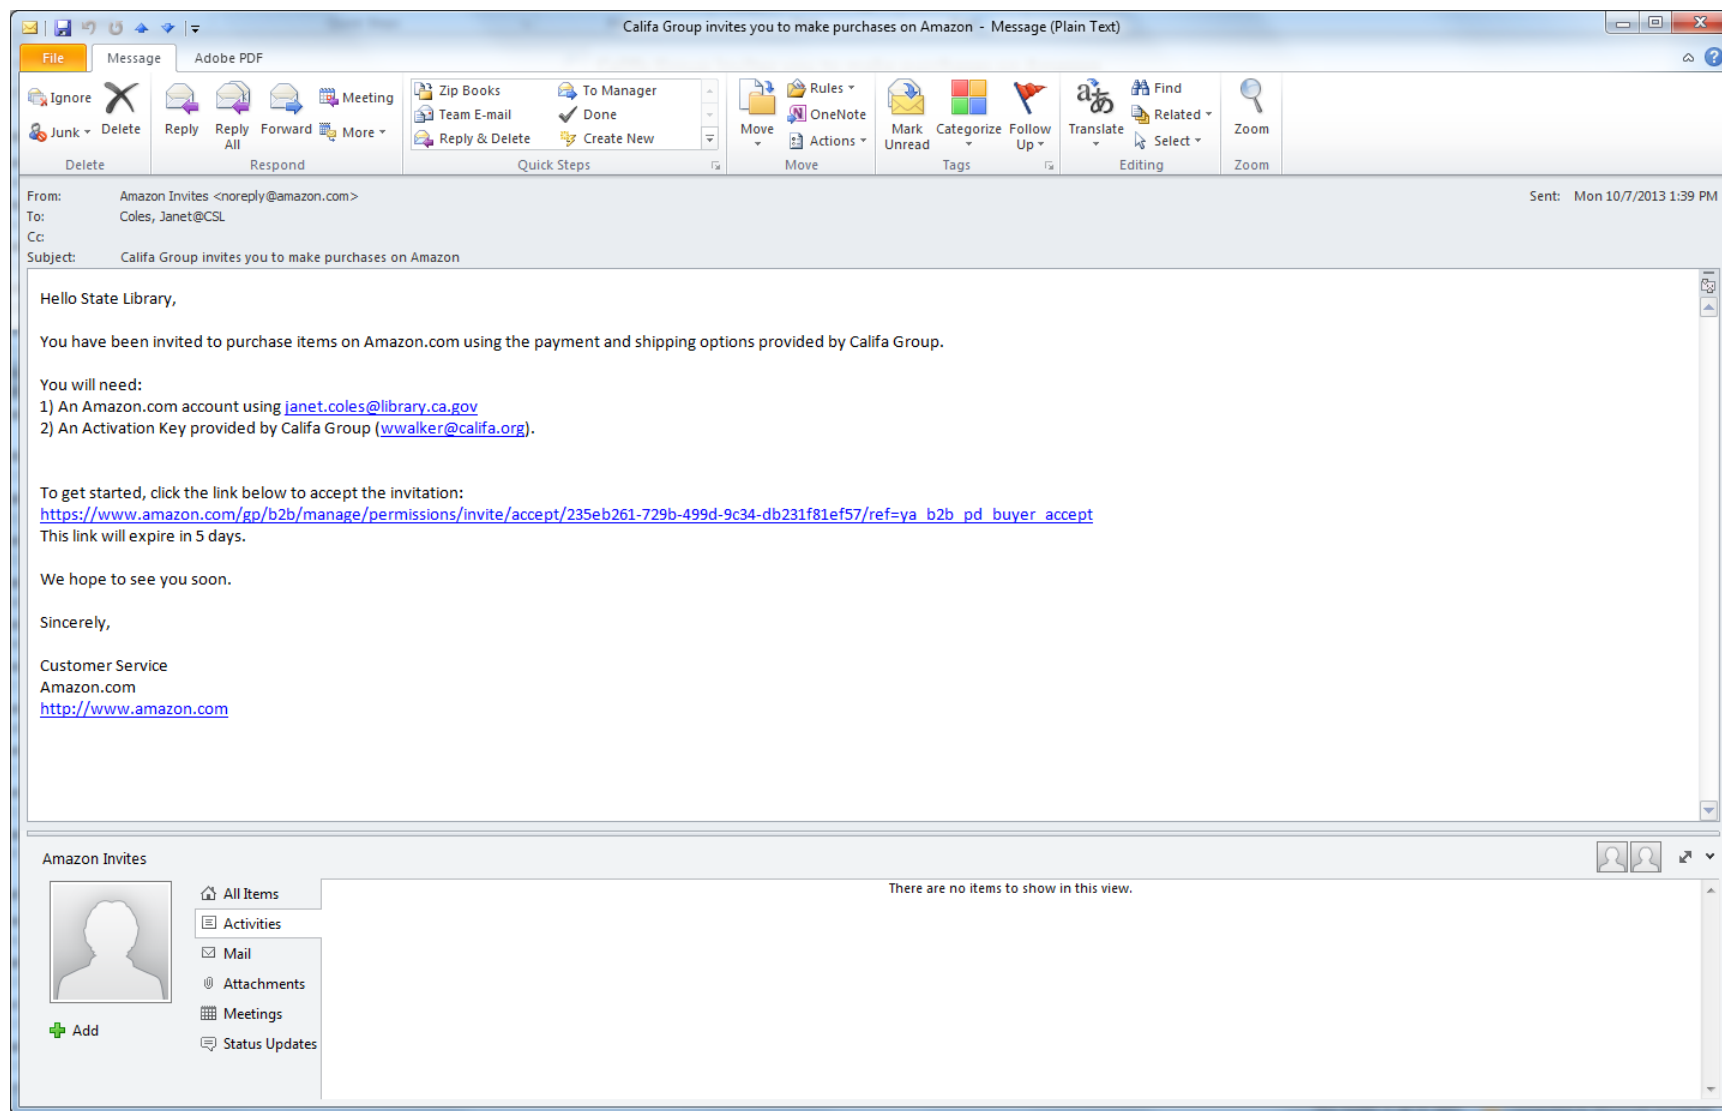 Califa Group invites you to make purchases on Amazon - Message (Plain Text)
File Message Adobe PDF
Ignore
Junk
Delete
Delete
Reply
Reply All
Forward
Meeting
More
Respond
Zip Books
Team E-mail
Reply & Delete
To Manager
Done
Create New
Quick Steps
Move
Rules
OneNote
Actions
Move
Mark Unread
Categorize
Follow Up
Tags
Translate
Find
Related
Select
Editing
Zoom
Zoom
From: Amazon Invites <noreply@amazon.com>
Sent: Mon 10/7/2013 1:39 PM
To: Coles, Janet@CSL
Cc:
Subject: Califa Group invites you to make purchases on Amazon
Hello State Library,
You have been invited to purchase items on Amazon.com using the payment and shipping options provided by Califa Group.
You will need:
1) An Amazon.com account using janet.coles@library.ca.gov
2) An Activation Key provided by Califa Group (wwalker@califa.org).
To get started, click the link below to accept the invitation:
https://www.amazon.com/gp/b2b/manage/permissions/invite/accept/235eb261-729b-499d-9c34-db231f81ef57/ref=ya_b2b_pd_buyer_accept
This link will expire in 5 days.
We hope to see you soon.
Sincerely,
Customer Service
Amazon.com
http://www.amazon.com
Amazon Invites
All Items
Activities
Mail
Attachments
Meetings
Status Updates
Add
There are no items to show in this view.